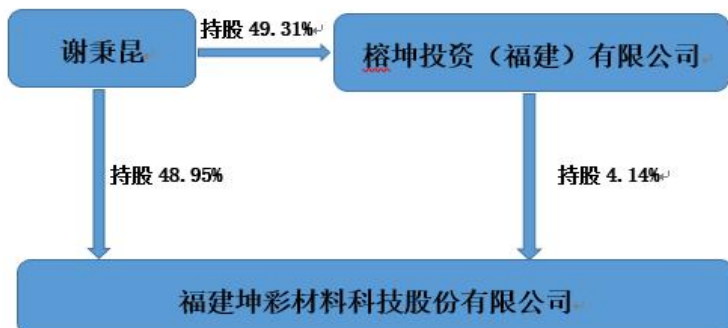 持股 49.31%
谢秉昆
榕坤投资（福建）有限公司
持股 48.95%
持股 4.14%
福建坤彩材料科技股份有限公司